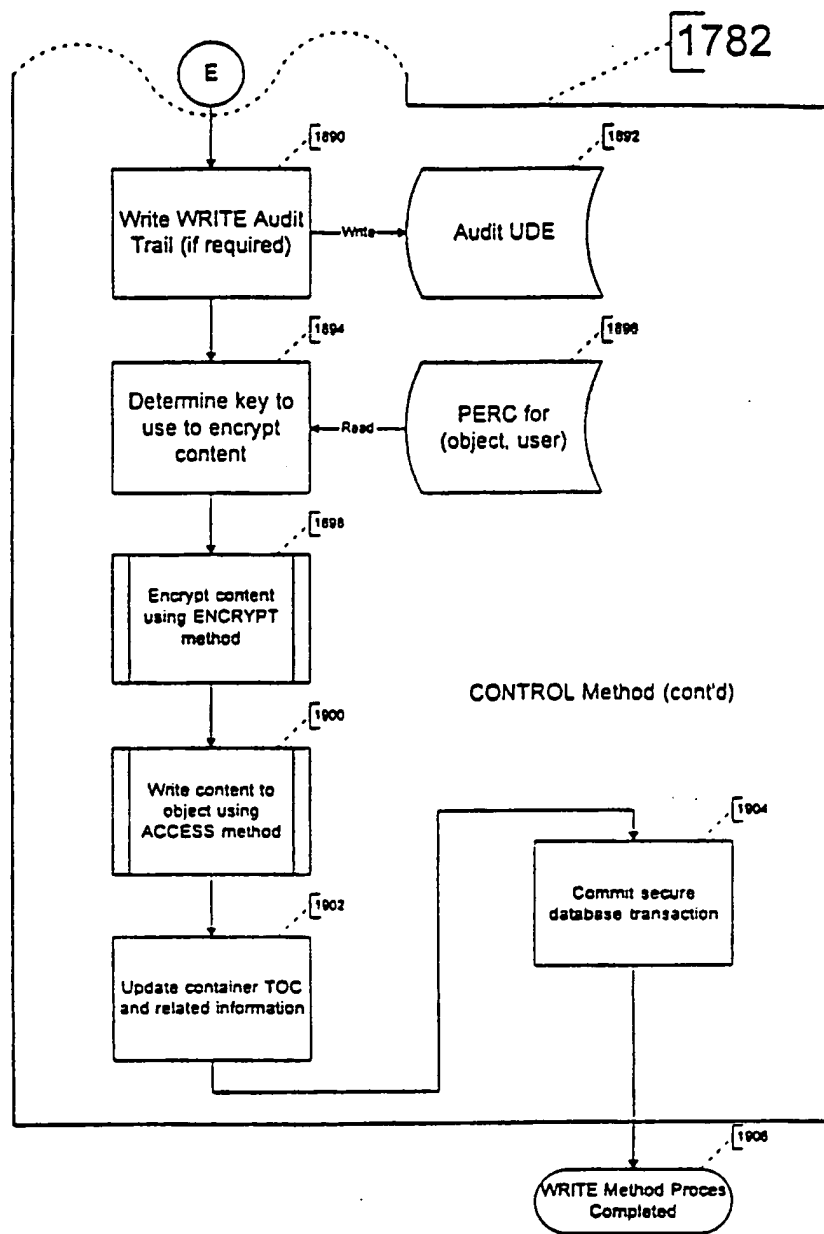 1782
E
1890
Write WRITE Audit
Trail (if required)
Write
1892
Audit UDE
1894
Determine key to
use to encrypt
content
Read
1896
PERC for
(object, user)
1898
Encrypt content
using ENCRYPT
method
CONTROL Method (cont'd)
1900
Write content to
object using
ACCESS method
1904
Commit secure
database transaction
1902
Update container TOC
and related information
1906
WRITE Method Proces
Completed